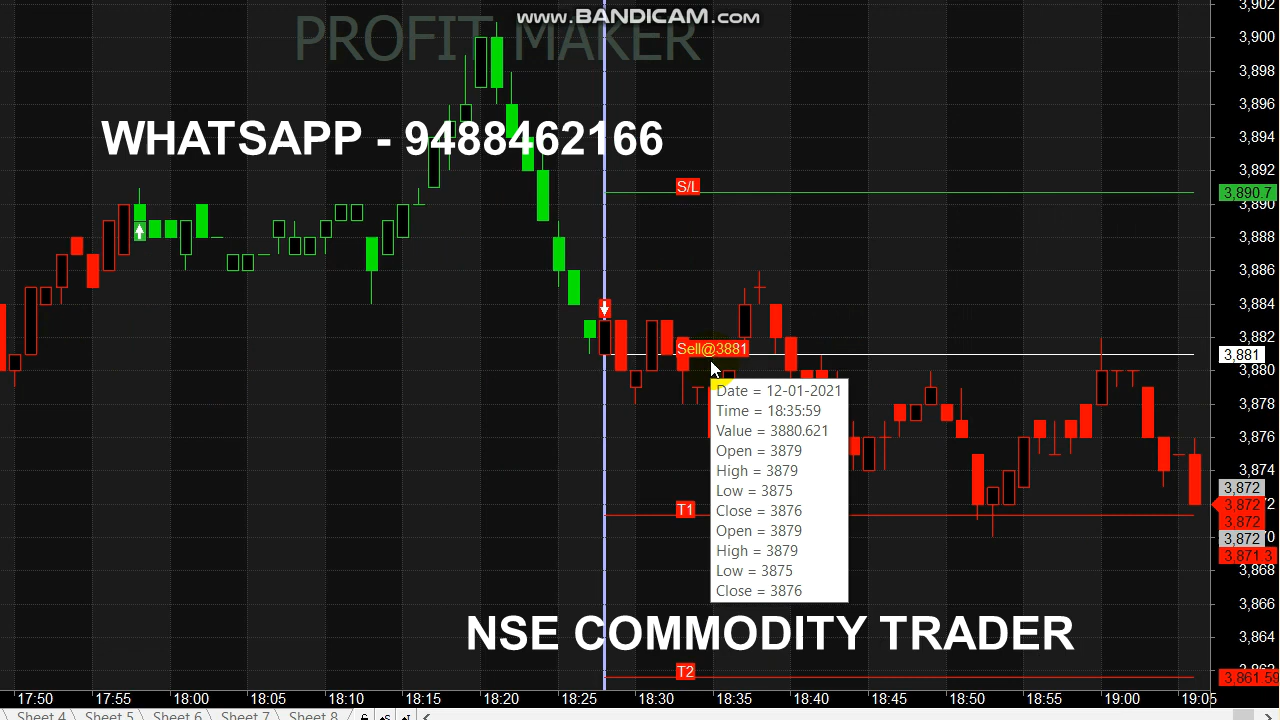 www.BANDICAM.com
PROFIT MAKER
WHATSAPP - 9488462166
3,902
3,900
3,898
3,896
3,894
3,892
S/L
3,890.7
3,890
3,888
3,886
3,884
3,882
Sell@3881
3,881
3,880
3,878
3,876
3,874
3,872
3,872
3,872
3,872
3,871.3
3,868
3,866
3,864
Date = 12-01-2021
Time = 18:35:59
Value = 3880.621
Open = 3879
High = 3879
Low = 3875
Close = 3876
Open = 3879
High = 3879
Low = 3875
Close = 3876
T1
NSE COMMODITY TRADER
T2
3,861.59
17:50 17:55 18:00 18:05 18:10 18:15 18:20 18:25 18:30 18:35 18:40 18:45 18:50 18:55 19:00 19:05
Sheet 4 Sheet 5 Sheet 6 Sheet 7 Sheet 8